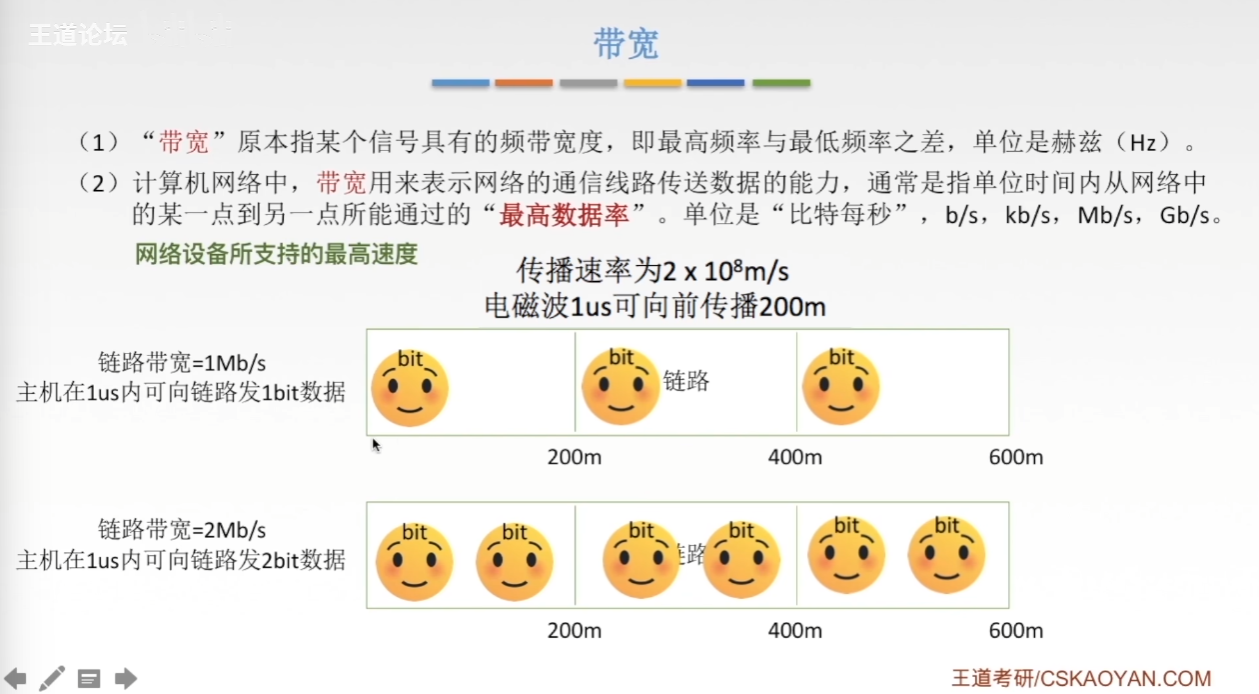 王道论坛
带宽
（1）“带宽”原本指某个信号具有的频带宽度，即最高频率与最低频率之差，单位是赫兹（Hz）。
（2）计算机网络中，带宽用来表示网络的通信线路传送数据的能力，通常是指单位时间内从网络中
的某一点到另一点所能通过的“最高数据率”。单位是“比特每秒”，b/s，kb/s，Mb/s，Gb/s。
网络设备所支持的最高速度
传播速率为2 x 10⁸m/s
电磁波1us可向前传播200m
链路带宽=1Mb/s
主机在1us内可向链路发1bit数据
bit bit 链路 bit
200m 400m 600m
链路带宽=2Mb/s
主机在1us内可向链路发2bit数据
bit bit bit 路 bit bit bit
200m 400m 600m
王道考研/CSKAOYAN.COM